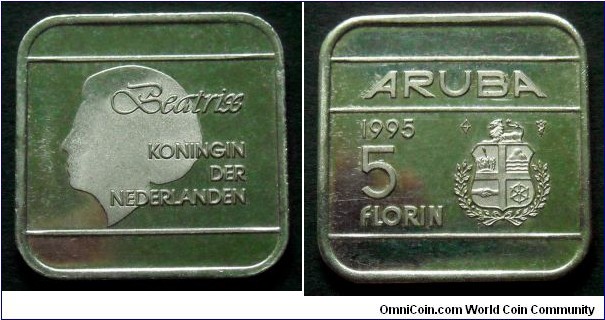 Beatrix
KONINGIN
DER
NEDERLANDEN
ARUBA
1995
5
FLORIN
OmniCoin.com World Coin Community